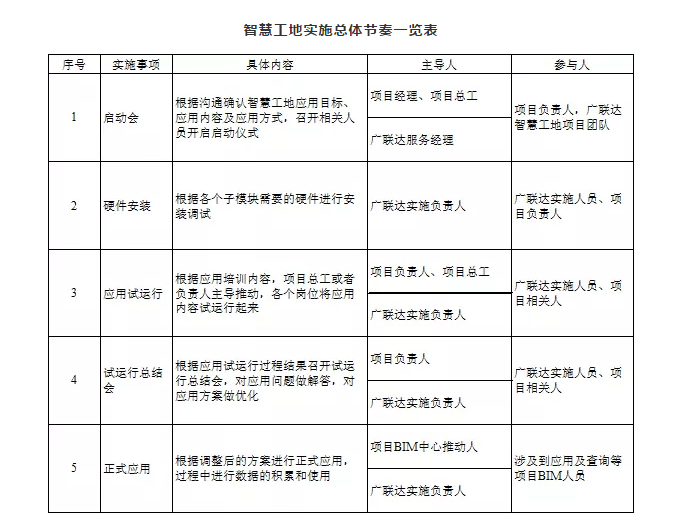 智慧工地实施总体节奏一览表
序号 实施事项 具体内容 主导人 参与人
1
启动会
根据沟通确认智慧工地应用目标、
应用内容及应用方式，召开相关人
员开启启动仪式
项目经理、项目总工
广联达服务经理
项目负责人，广联达
智慧工地项目团队
2
硬件安装
根据各个子模块需要的硬件进行安
装调试
广联达实施负责人
广联达实施人员、项
目负责人
3
应用试运行
根据应用培训内容，项目总工或者
负责人主导推动，各个岗位将应用
内容试运行起来
项目负责人、项目总工
广联达实施负责人
广联达实施人员、项
目相关人
4
试运行总结
会
根据应用试运行过程结果召开试运
行总结会，对应用问题做解答，对
应用方案做优化
项目负责人
广联达实施负责人
广联达实施人员、项
目相关人
5
正式应用
根据调整后的方案进行正式应用，
过程中进行数据的积累和使用
项目BIM中心推动人
广联达实施负责人
涉及到应用及查询等
项目BIM人员